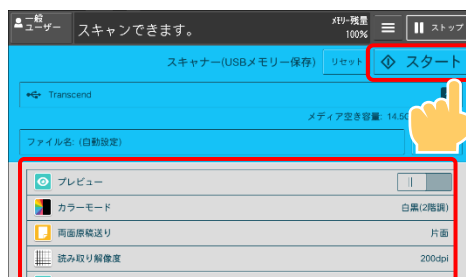 一般
ユーザー
スキャンできます。
メモリー残量
100%
ストップ
スキャナー(USBメモリー保存)
リセット
スタート
Transcend
メディア空き容量: 14.50
ファイル名: (自動設定)
プレビュー
カラーモード
白黒(2階調)
両面原稿送り
片面
読み取り解像度
200dpi